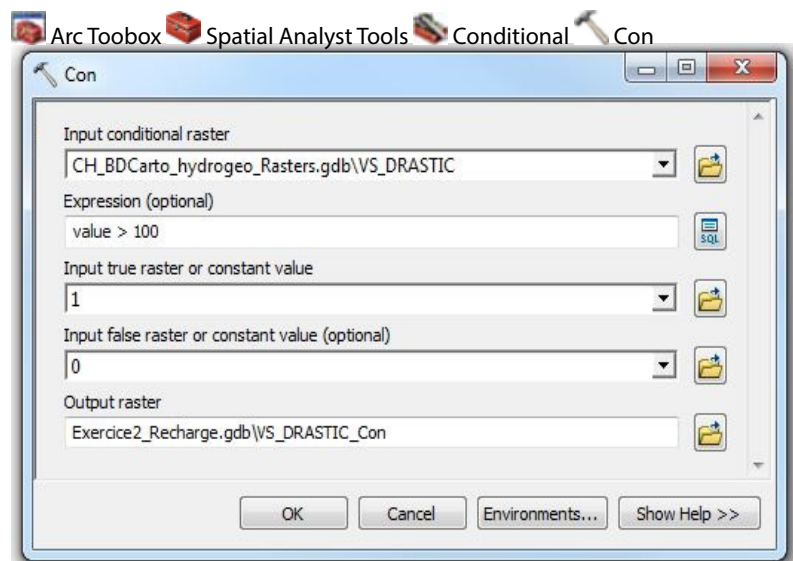 Arc Toobox Spatial Analyst Tools Conditional Con
Con
Input conditional raster
CH_BDCarto_hydrogeo_Rasters.gdb\VS_DRASTIC
Expression (optional)
value > 100
SQL
Input true raster or constant value
1
Input false raster or constant value (optional)
0
Output raster
Exercice2_Recharge.gdb\VS_DRASTIC_Con
OK Cancel Environments... Show Help >>